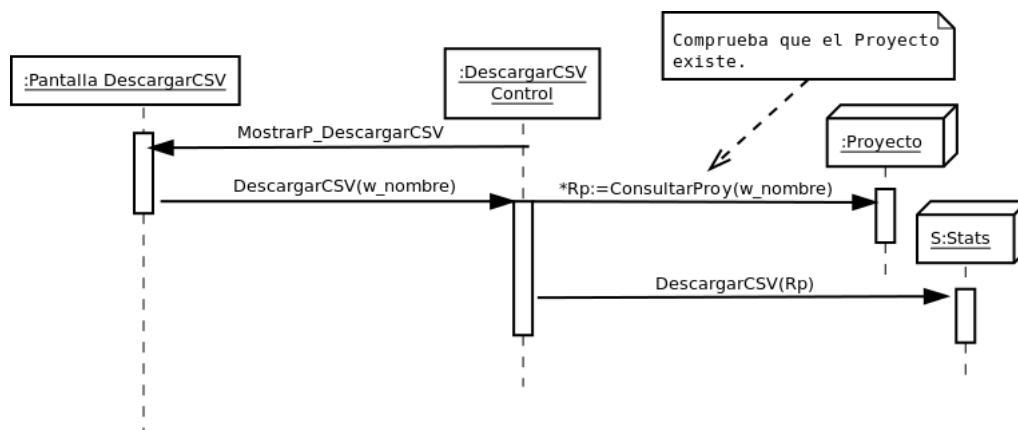 Comprueba que el Proyecto
existe.
:Pantalla DescargarCSV
:DescargarCSV
Control
:Proyecto
MostrarP_DescargarCSV
DescargarCSV(w_nombre)
*Rp:=ConsultarProy(w_nombre)
S:Stats
DescargarCSV(Rp)